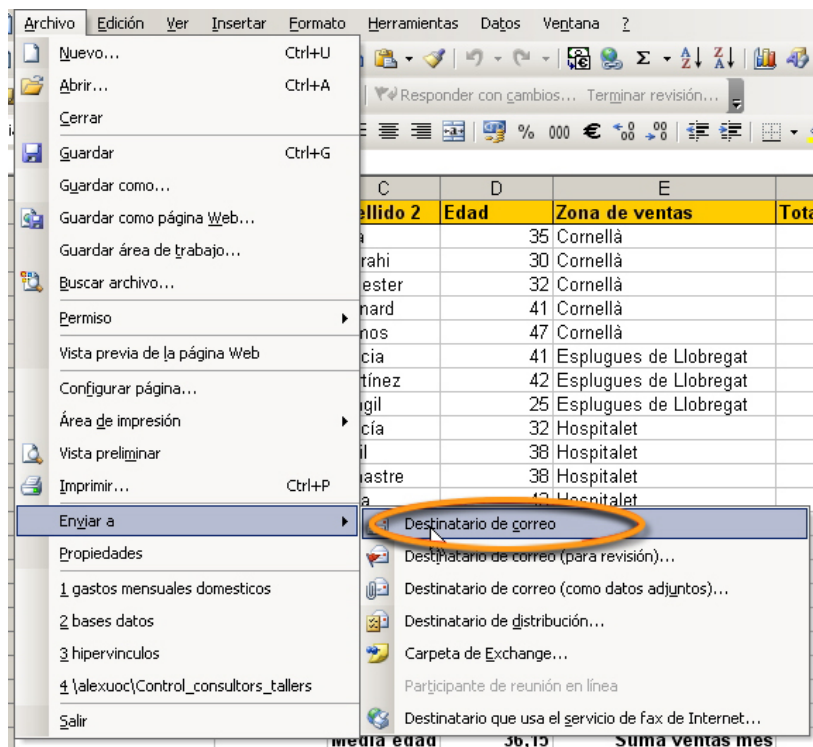 Archivo Edición Ver Insertar Formato Herramientas Datos Ventana ?
Nuevo... Ctrl+U
Abrir... Ctrl+A
Responder con cambios... Terminar revisión...
Cerrar
% 000 €
Guardar Ctrl+G
Guardar como...
C D E
Guardar como página Web...
ellido 2 Edad Zona de ventas Tota
35 Cornellà
Guardar área de trabajo...
rahi 30 Cornellà
Buscar archivo...
ester 32 Cornellà
nard 41 Cornellà
Permiso
nos 47 Cornellà
Vista previa de la página Web
cia 41 Esplugues de Llobregat
Configurar página...
tínez 42 Esplugues de Llobregat
gil 25 Esplugues de Llobregat
Área de impresión
cía 32 Hospitalet
Vista preliminar
il 38 Hospitalet
astre 38 Hospitalet
Imprimir... Ctrl+P
a Hospitalet
Enviar a
Destinatario de correo
Propiedades
Destinatario de correo (para revisión)...
1 gastos mensuales domesticos
Destinatario de correo (como datos adjuntos)...
2 bases datos
Destinatario de distribución...
3 hipervinculos
Carpeta de Exchange...
4 \alexuoc\Control_consultors_tallers
Participante de reunión en línea
Salir
Destinatario que usa el servicio de fax de Internet...
Media edad 36,15 Suma ventas mes